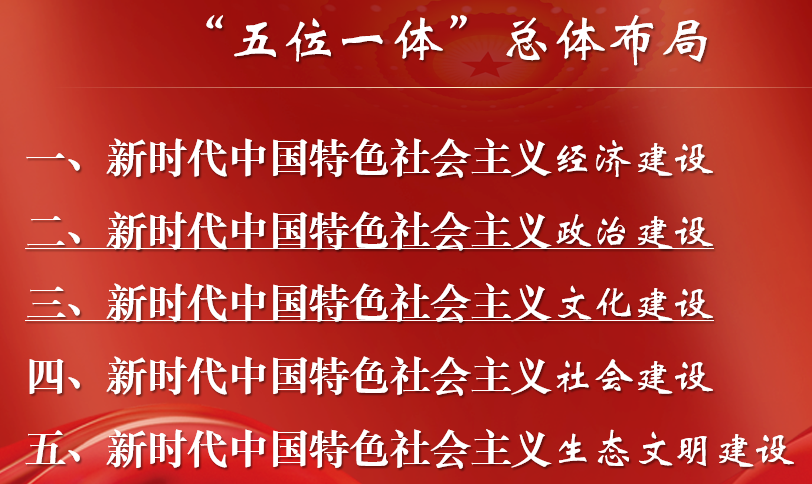 “五位一体”总体布局
一、新时代中国特色社会主义经济建设
二、新时代中国特色社会主义政治建设
三、新时代中国特色社会主义文化建设
四、新时代中国特色社会主义社会建设
五、新时代中国特色社会主义生态文明建设